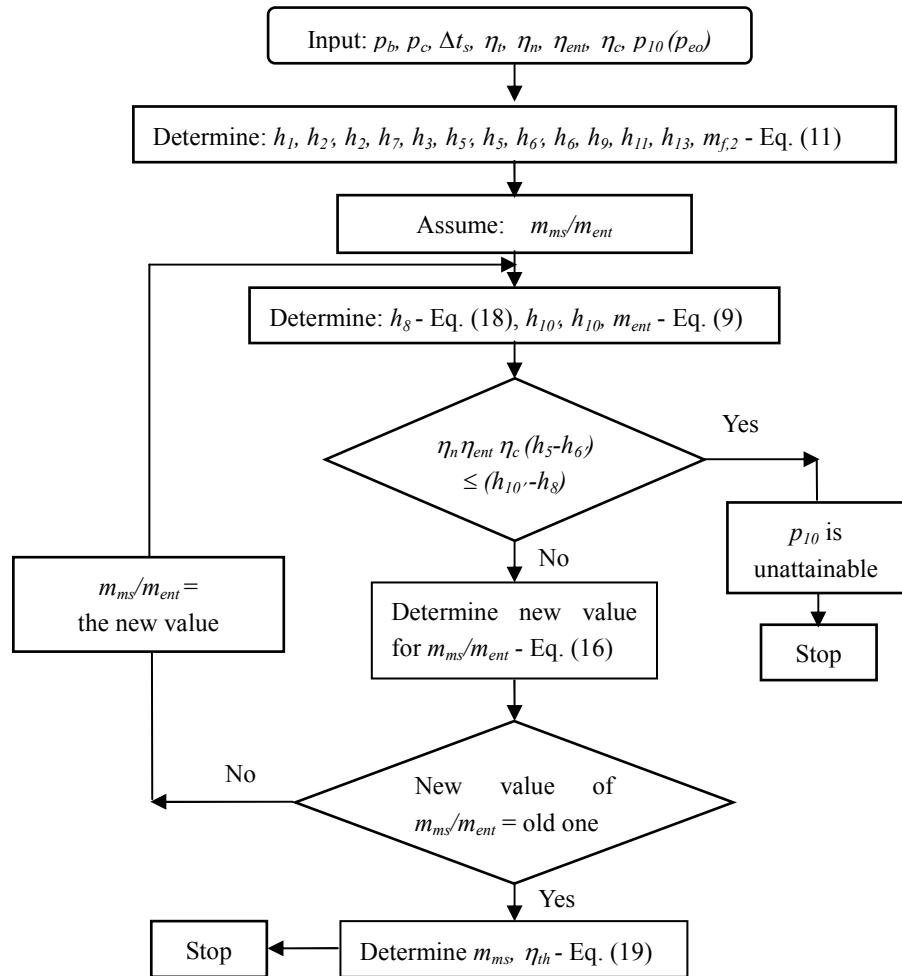 Input: p_b, p_c, Δt_s, η_t, η_n, η_ent, η_c, p_10 (p_eo)
Determine: h_1, h_2', h_2, h_7, h_3, h_5', h_5, h_6', h_6, h_9, h_11, h_13, m_f,2 - Eq. (11)
Assume: m_ms/m_ent
Determine: h_8 - Eq. (18), h_10', h_10, m_ent - Eq. (9)
η_n η_ent η_c (h_5-h_6')
≤ (h_10'-h_8)
Yes
p_10 is
unattainable
Stop
No
m_ms/m_ent =
the new value
Determine new value
for m_ms/m_ent - Eq. (16)
No
New value of
m_ms/m_ent = old one
Yes
Stop
Determine m_ms, η_th - Eq. (19)